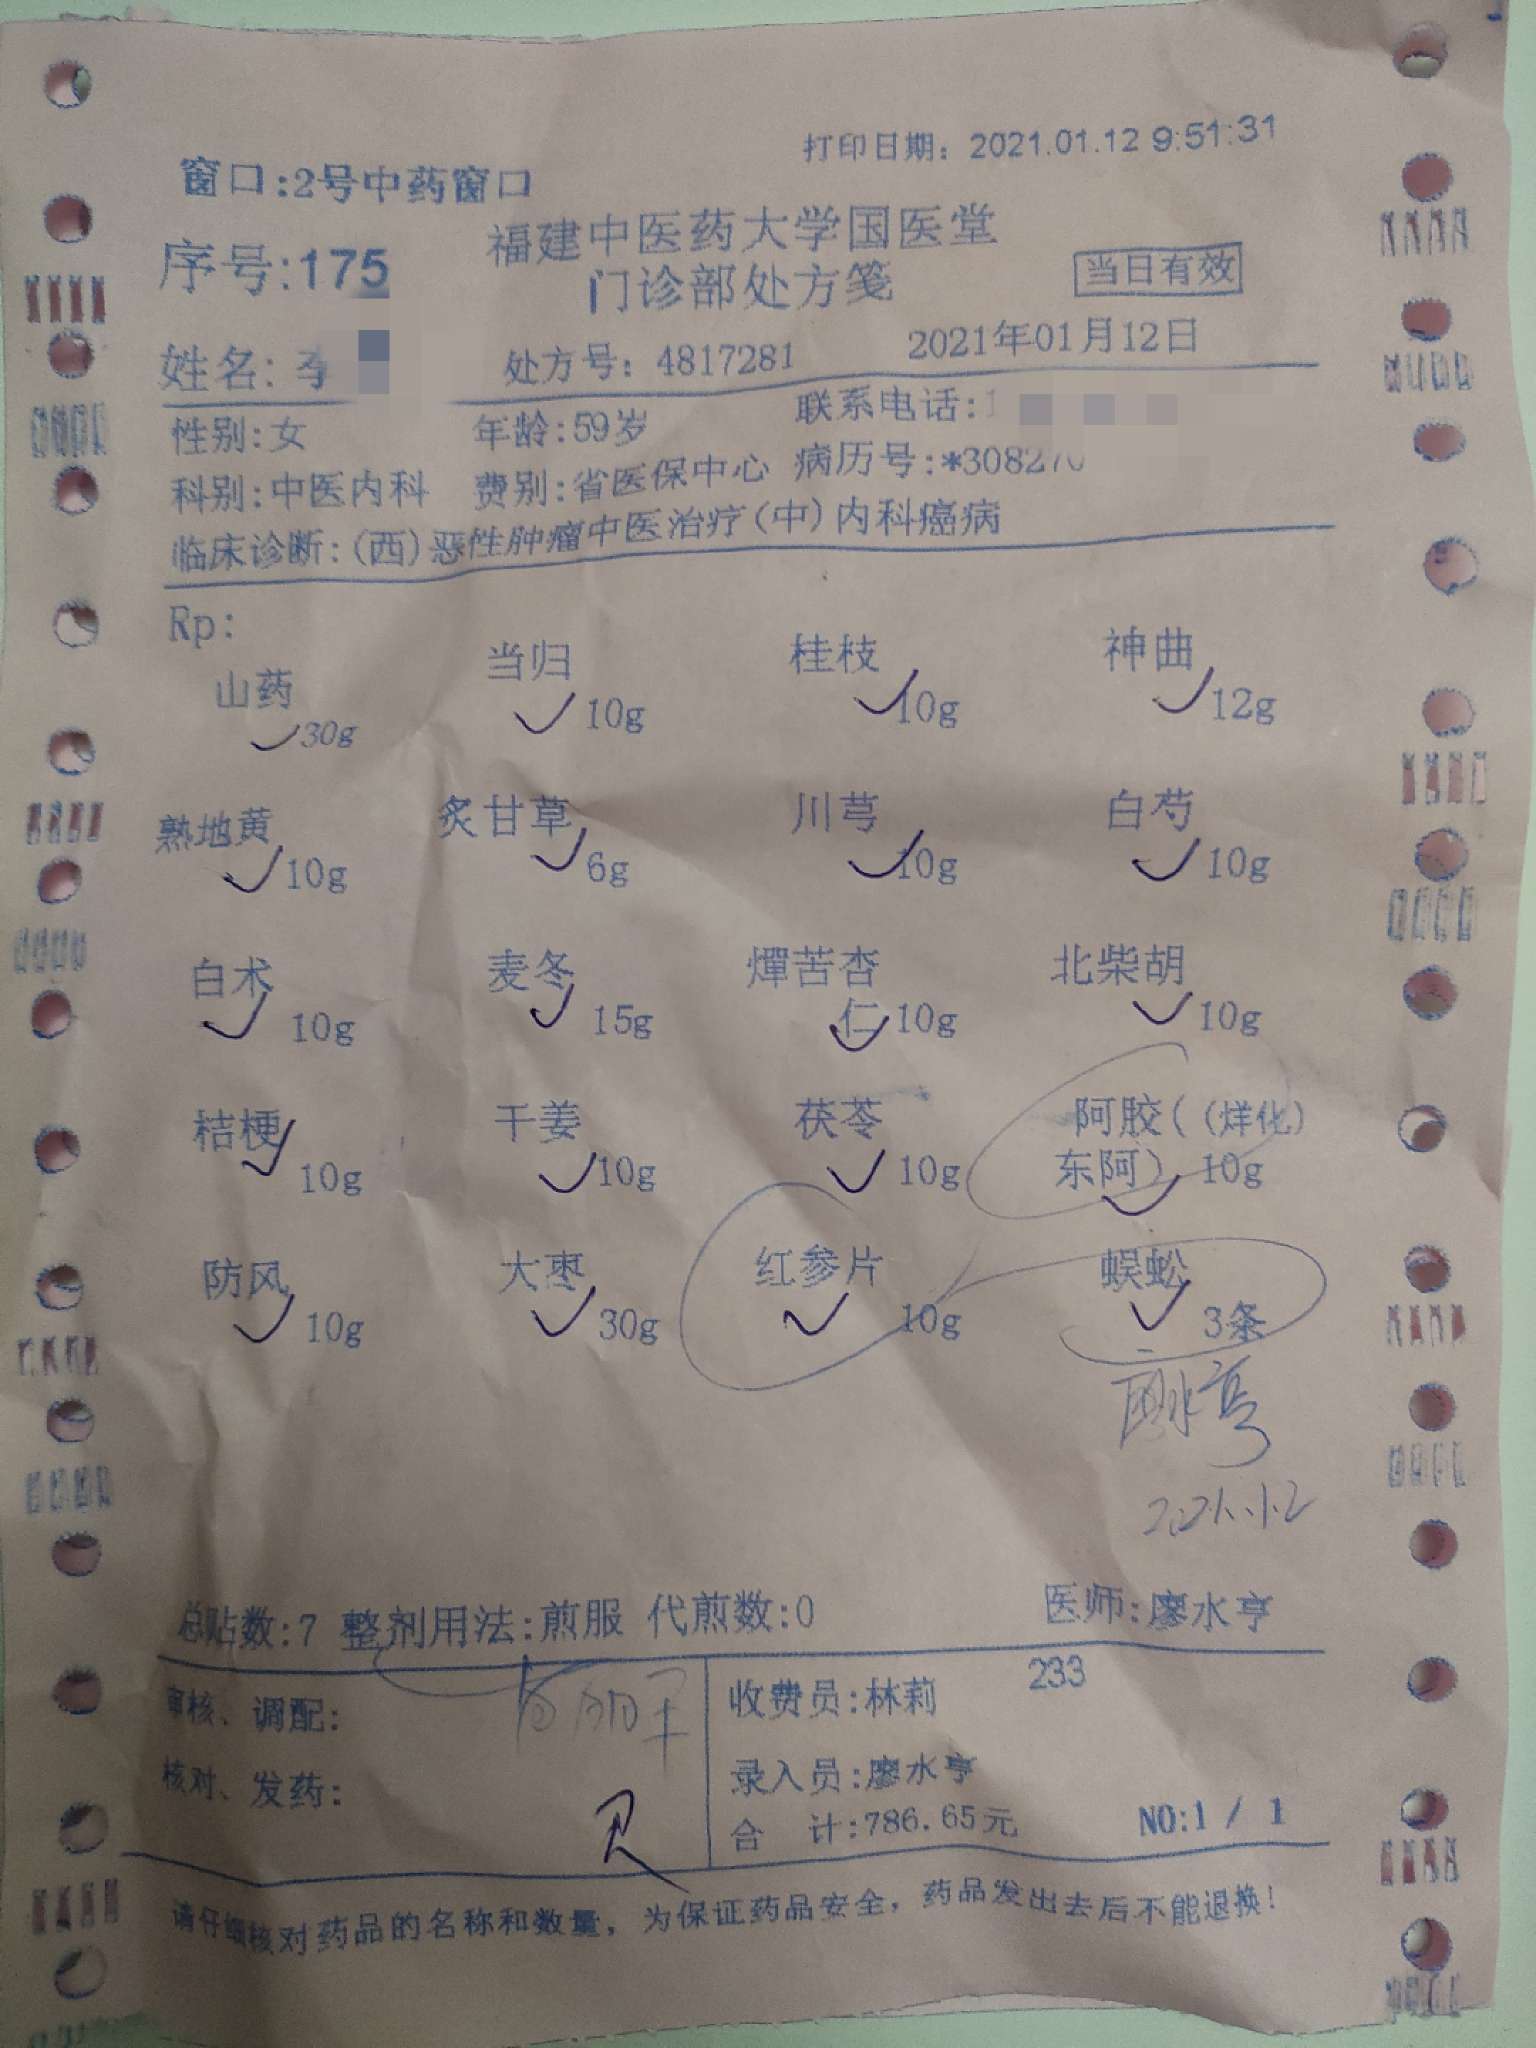 打印日期: 2021.01.12 9:51:31
窗口:2号中药窗口
福建中医药大学国医堂
序号:175
门诊部处方笺
当日有效
姓名:
处方号: 4817281
2021年01月12日
性别:女 年龄:59岁 联系电话:1
科别:中医内科 费别:省医保中心 病历号:*308270
临床诊断:(西)恶性肿瘤中医治疗(中)内科癌病
Rp:
山药 当归 桂枝 神曲
30g 10g 10g 12g
熟地黄 炙甘草 川芎 白芍
10g 6g 10g 10g
白术 麦冬 燀苦杏 北柴胡
10g 15g 仁 10g 10g
桔梗 干姜 茯苓 阿胶((烊化)
10g 10g 10g 东阿) 10g
防风 大枣 红参片 蜈蚣
10g 30g 10g 3条
廖水亨
2021.1.12
总贴数:7 整剂用法:煎服 代煎数:0 医师:廖水亨
审核、调配:
收费员:林莉 233
核对、发药:
录入员:廖水亨
合 计:786.65元 NO:1 / 1
请仔细核对药品的名称和数量，为保证药品安全，药品发出去后不能退换!